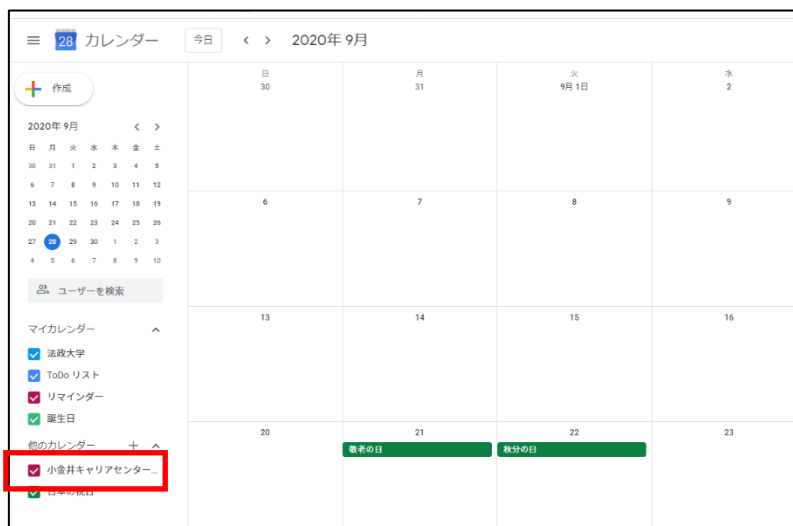 28 カレンダー 今日 < > 2020年 9月
作成
2020年 9月 < >
日 月 火 水 木 金 土
30 31 1 2 3 4 5
6 7 8 9 10 11 12
13 14 15 16 17 18 19
20 21 22 23 24 25 26
27 28 29 30 1 2 3
4 5 6 7 8 9 10
ユーザーを検索
マイカレンダー
法政大学
ToDo リスト
リマインダー
誕生日
他のカレンダー
小金井キャリアセンター...
日本の祝日
日 月 火 水
30 31 9月 1日 2
6 7 8 9
13 14 15 16
20 21 22 23
敬老の日 秋分の日